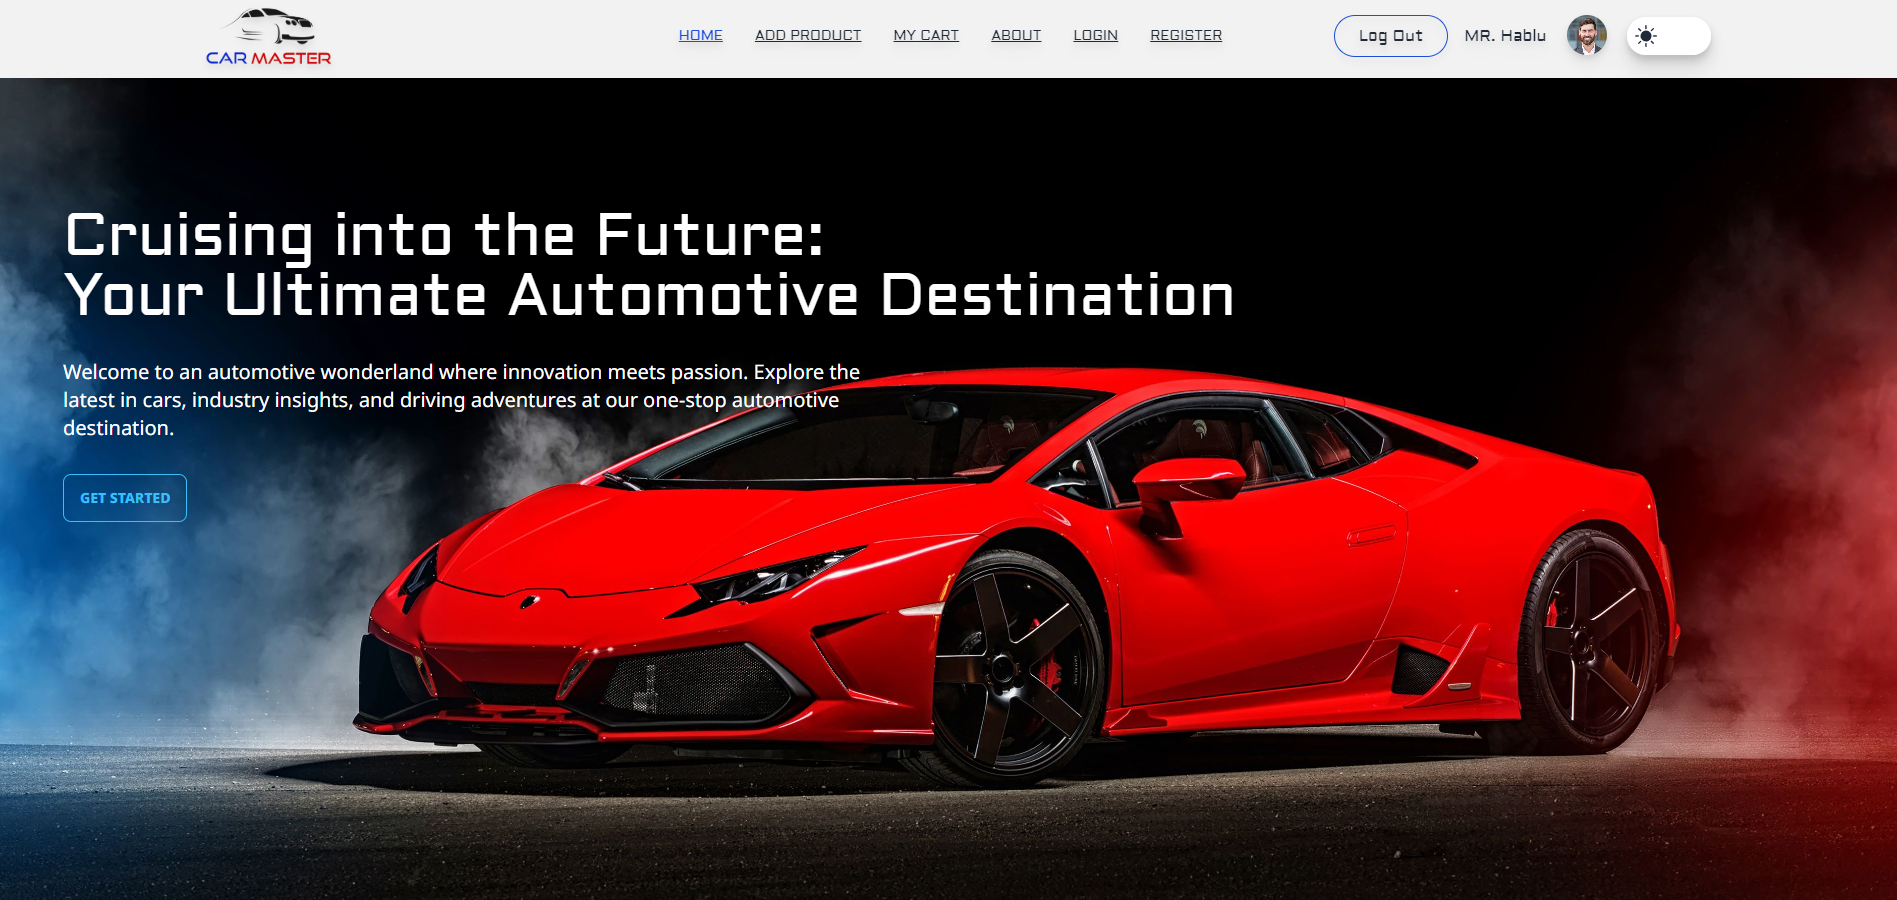 CAR MASTER
HOME
ADD PRODUCT
MY CART
ABOUT
LOGIN
REGISTER
Log Out
MR. Hablu
Cruising into the Future:
Your Ultimate Automotive Destination
Welcome to an automotive wonderland where innovation meets passion. Explore the
latest in cars, industry insights, and driving adventures at our one-stop automotive
destination.
GET STARTED